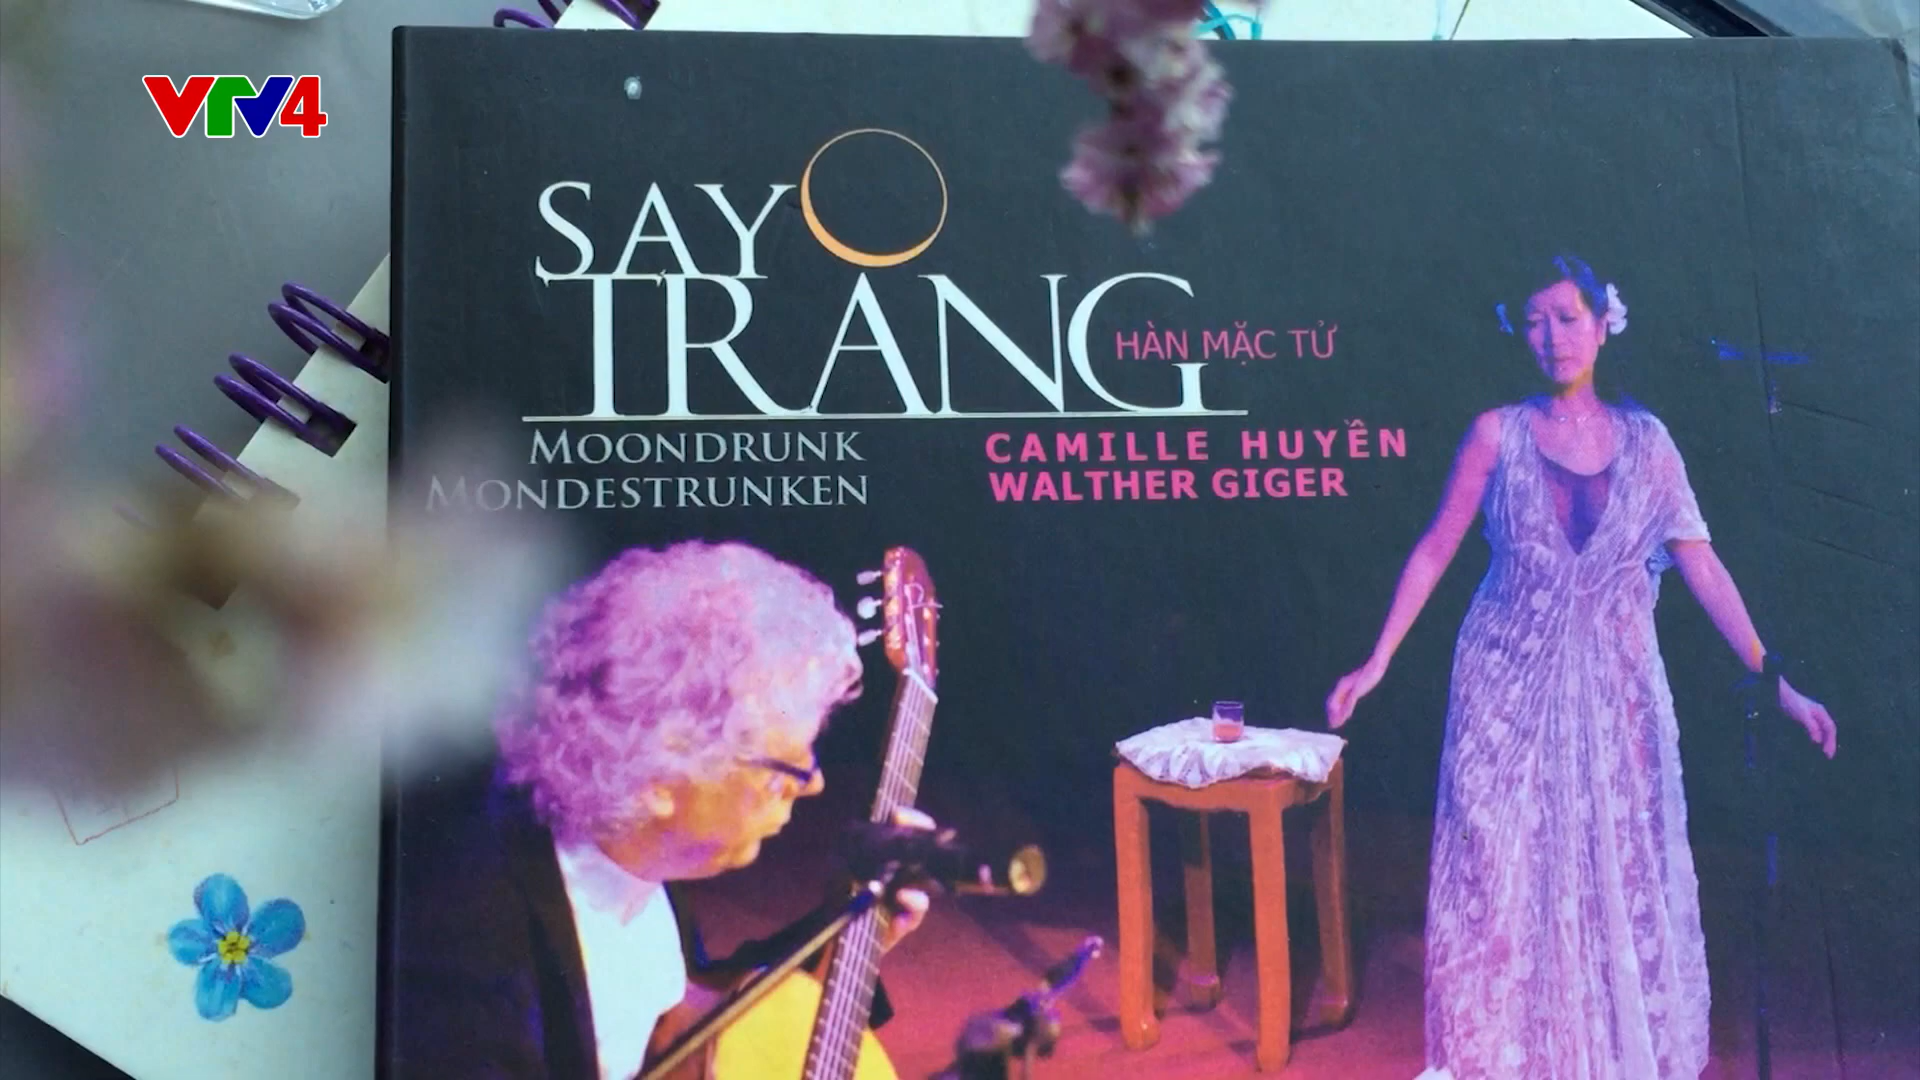 VTV4
SAY
TRANG
HÀN MẶC TỬ
MOONDRUNK
MONDESTRUNKEN
CAMILLE HUYỀN
WALTHER GIGER